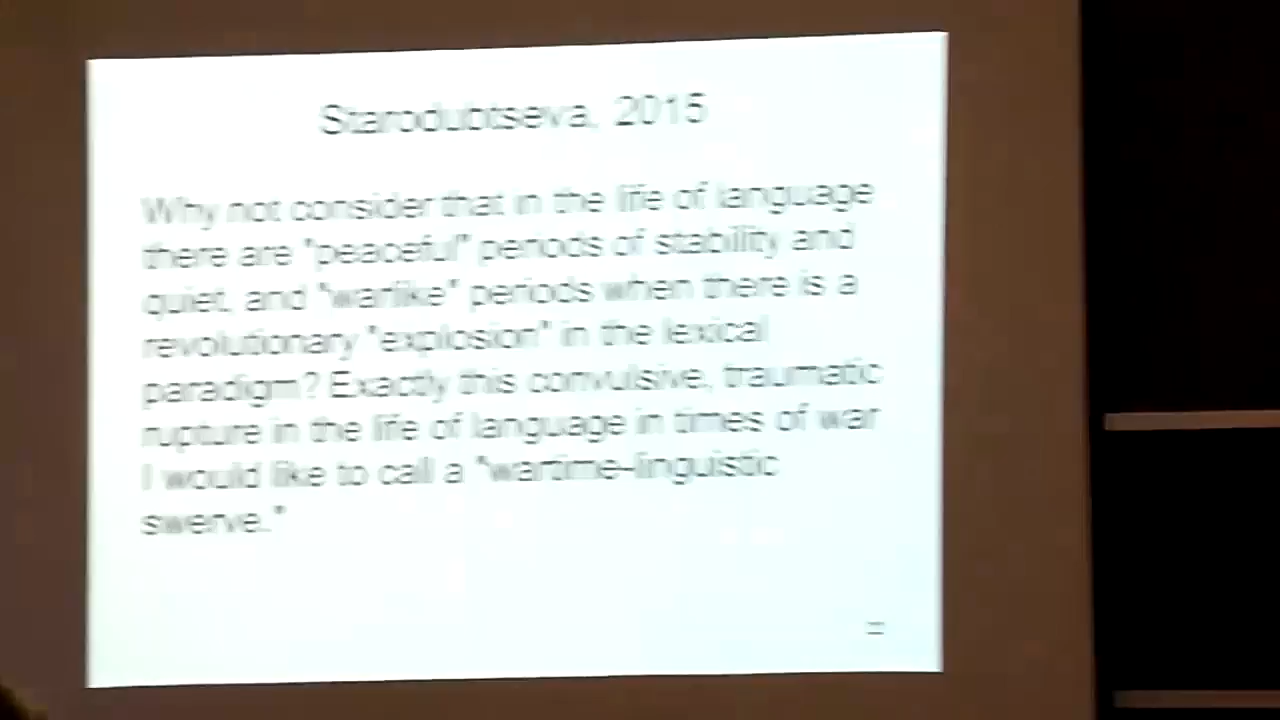 Starodubtseva, 2015
Why not consider that in the life of language
there are "peaceful" periods of stability and
quiet, and "warlike" periods when there is a
revolutionary "explosion" in the lexical
paradigm? Exactly this convulsive, traumatic
rupture in the life of language in times of war
I would like to call a "wartime-linguistic
swerve."